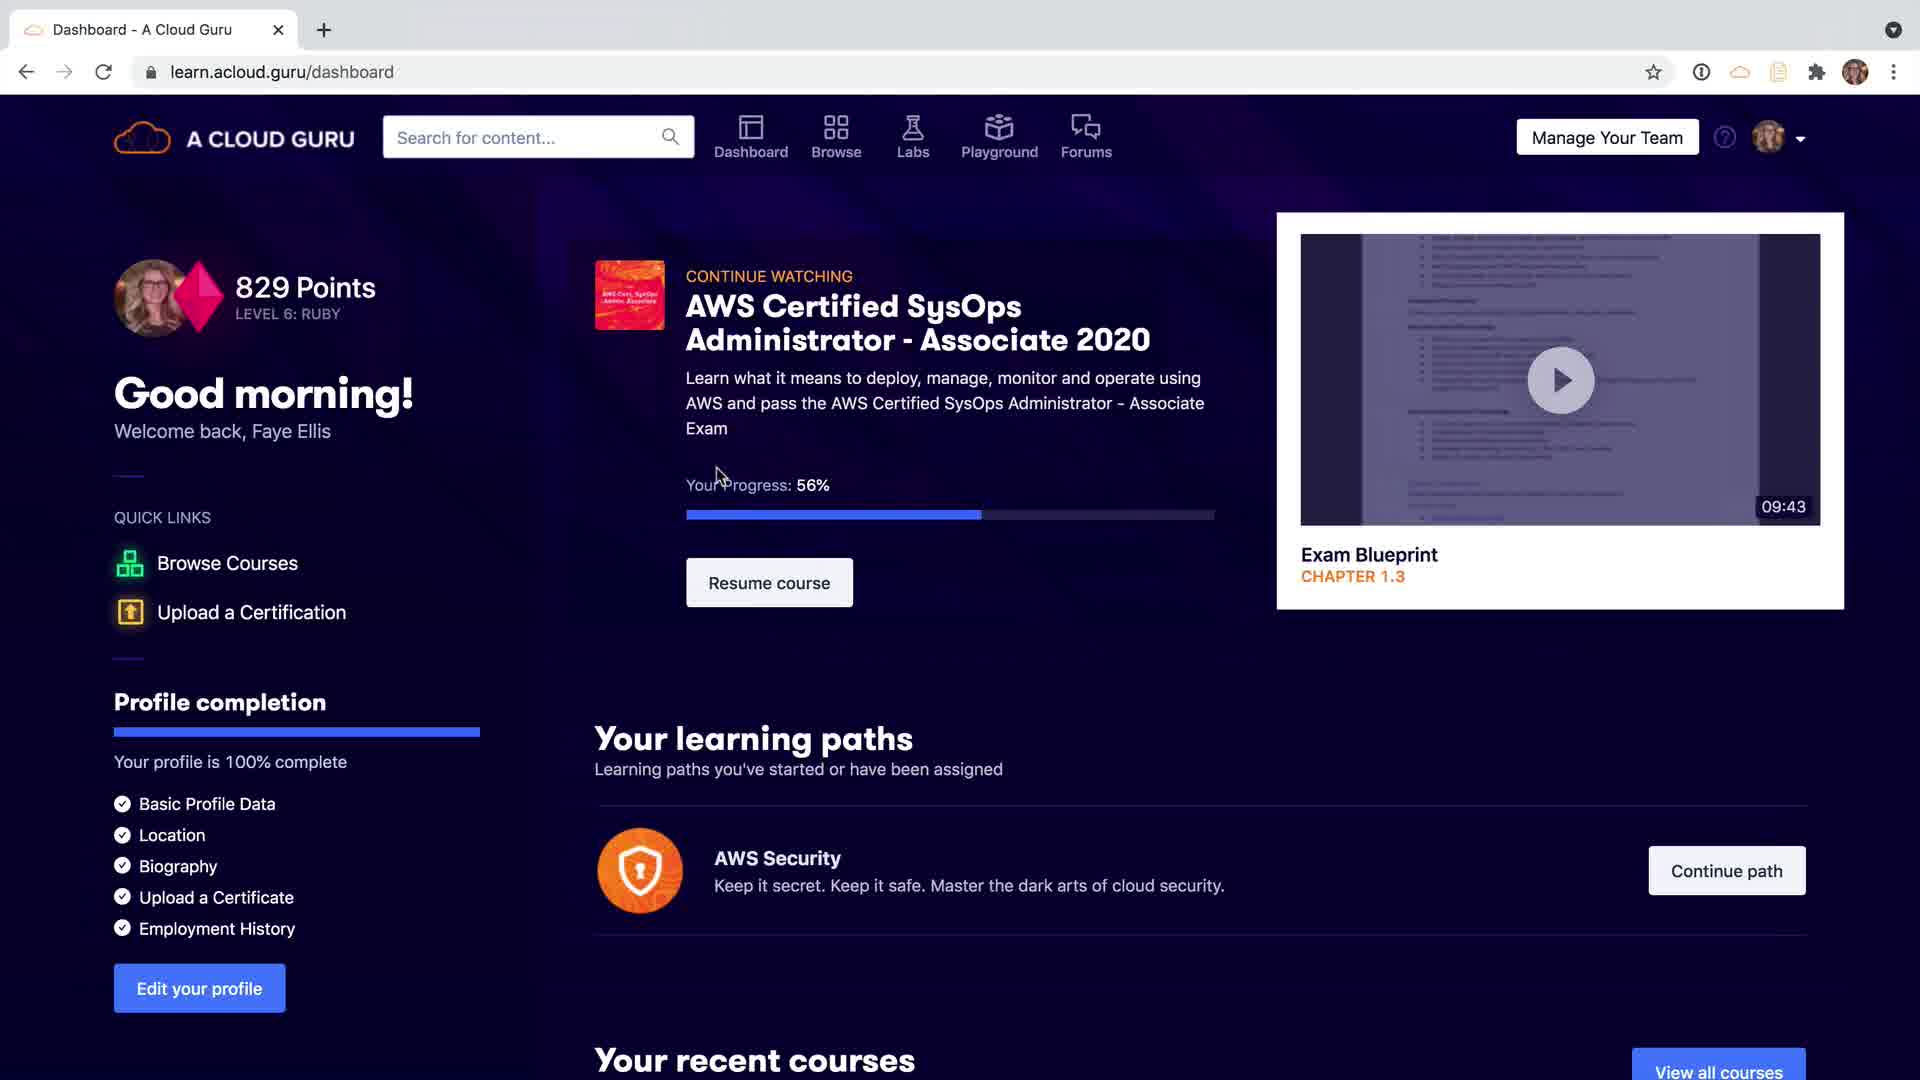 Dashboard - A Cloud Guru
learn.acloud.guru/dashboard
A CLOUD GURU
Search for content...
Dashboard
Browse
Labs
Playground
Forums
Manage Your Team
829 Points
LEVEL 6: RUBY
Good morning!
Welcome back, Faye Ellis
QUICK LINKS
Browse Courses
Upload a Certification
Profile completion
Your profile is 100% complete
Basic Profile Data
Location
Biography
Upload a Certificate
Employment History
Edit your profile
CONTINUE WATCHING
AWS Certified SysOps
Administrator - Associate 2020
Learn what it means to deploy, manage, monitor and operate using
AWS and pass the AWS Certified SysOps Administrator - Associate
Exam
Your Progress: 56%
Resume course
09:43
Exam Blueprint
CHAPTER 1.3
Your learning paths
Learning paths you've started or have been assigned
AWS Security
Keep it secret. Keep it safe. Master the dark arts of cloud security.
Continue path
Your recent courses
View all courses